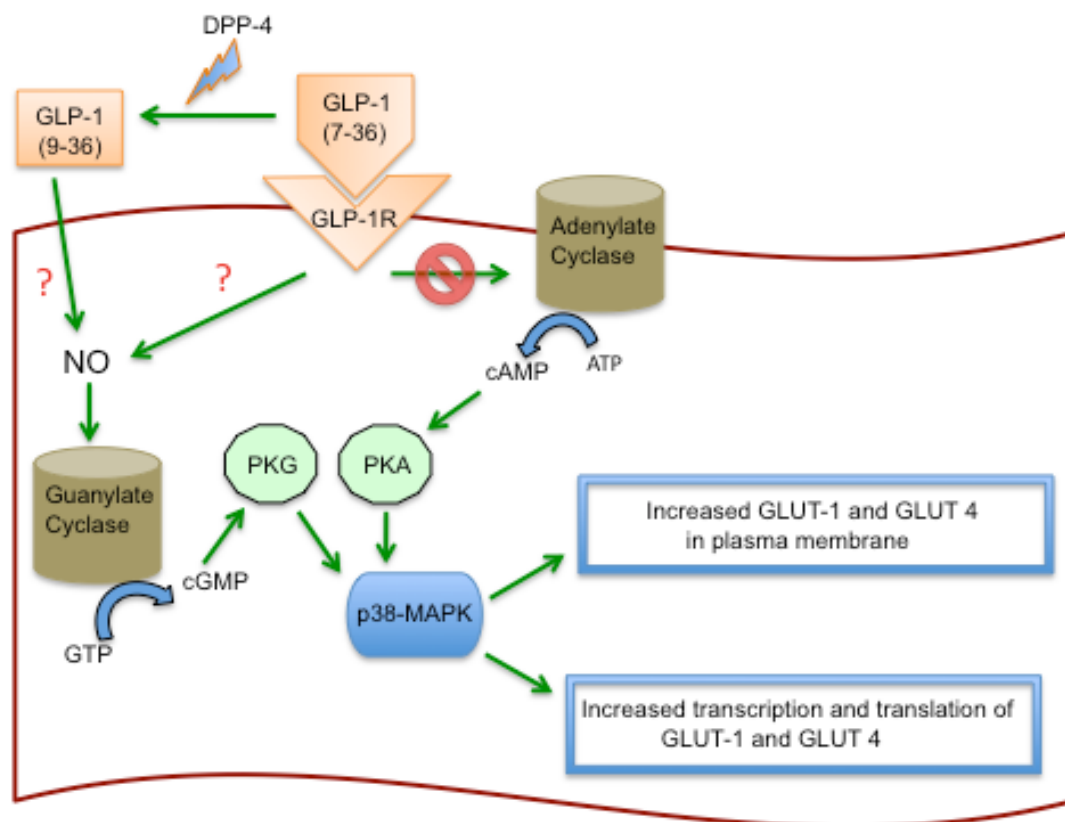 DPP-4
GLP-1
(9-36)
GLP-1
(7-36)
GLP-1R
Adenylate
Cyclase
?
?
NO
cAMP
ATP
PKG
PKA
Guanylate
Cyclase
cGMP
GTP
p38-MAPK
Increased GLUT-1 and GLUT 4
in plasma membrane
Increased transcription and translation of
GLUT-1 and GLUT 4